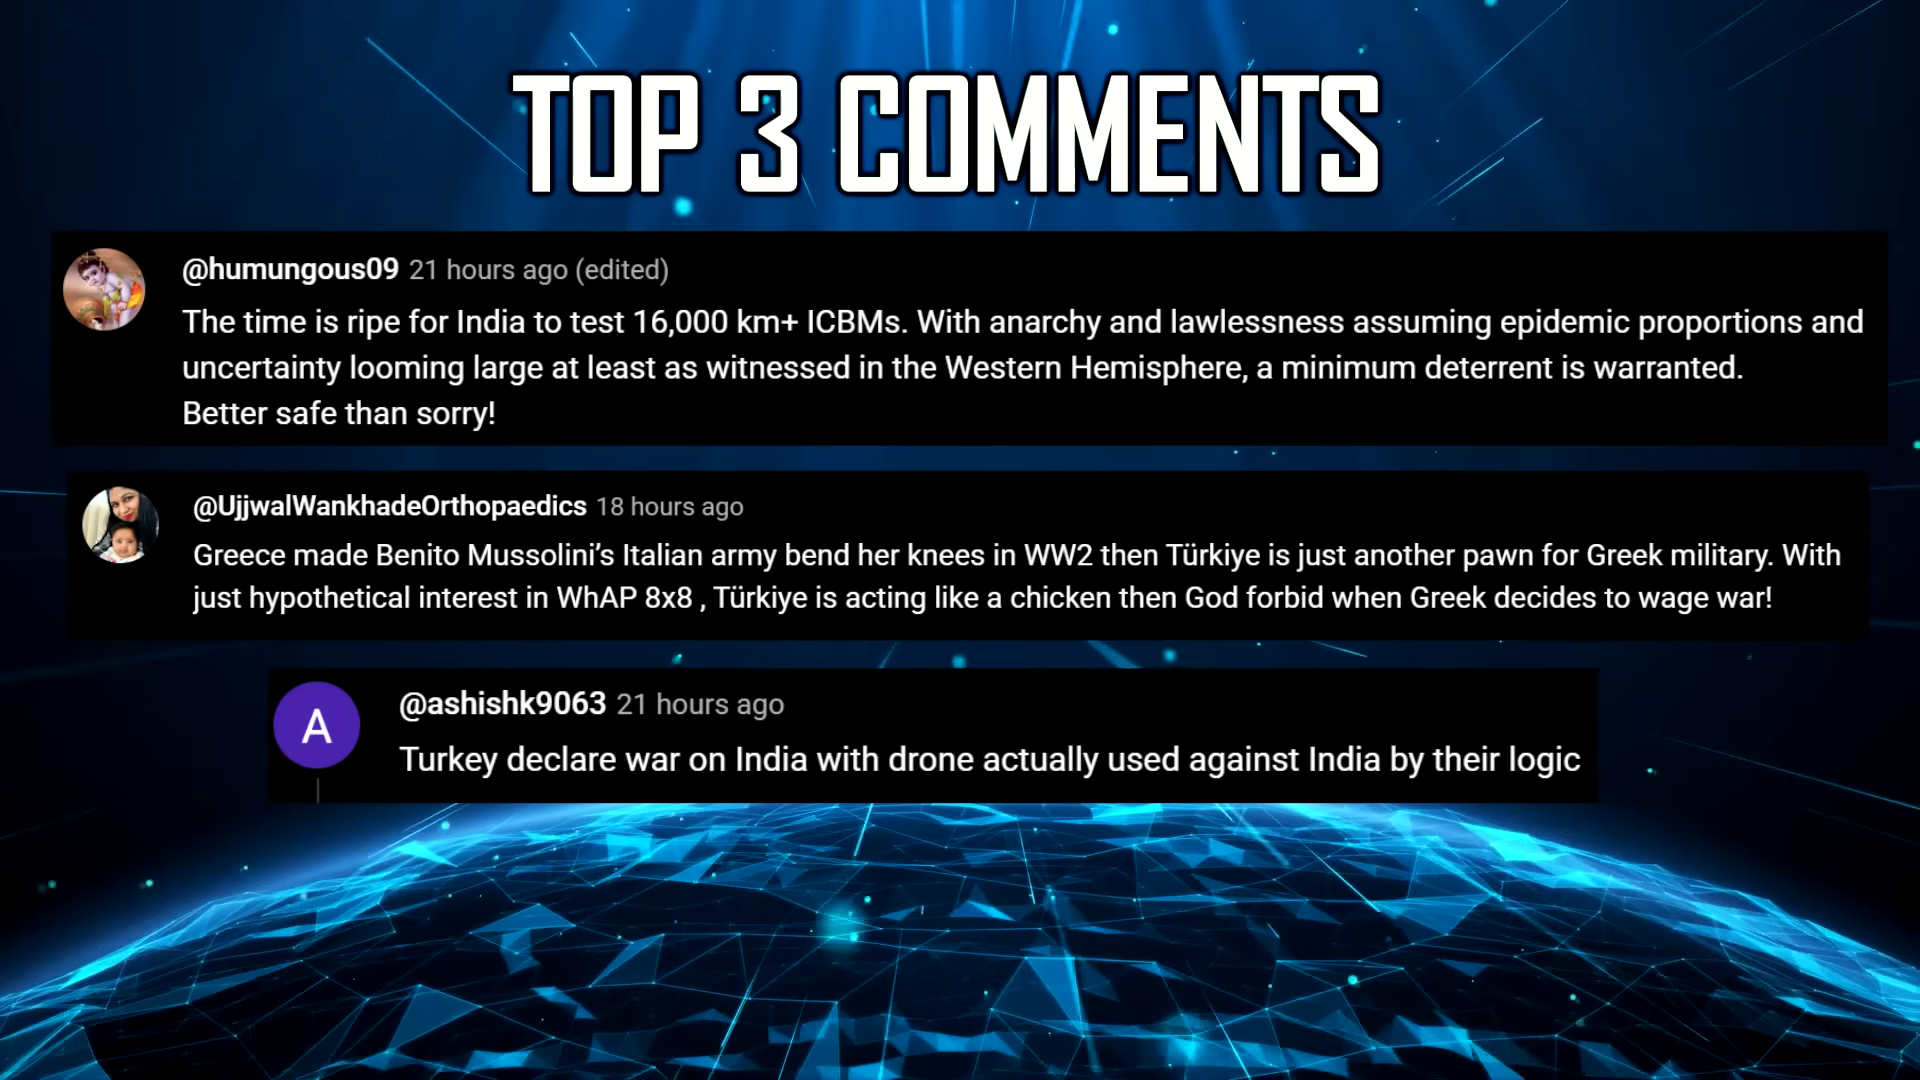 TOP 3 COMMENTS
@humungous09 21 hours ago (edited)
The time is ripe for India to test 16,000 km+ ICBMs. With anarchy and lawlessness assuming epidemic proportions and
uncertainty looming large at least as witnessed in the Western Hemisphere, a minimum deterrent is warranted.
Better safe than sorry!
@UjjwalWankhadeOrthopaedics 18 hours ago
Greece made Benito Mussolini’s Italian army bend her knees in WW2 then Türkiye is just another pawn for Greek military. With
just hypothetical interest in WhAP 8x8 , Türkiye is acting like a chicken then God forbid when Greek decides to wage war!
A
@ashishk9063 21 hours ago
Turkey declare war on India with drone actually used against India by their logic